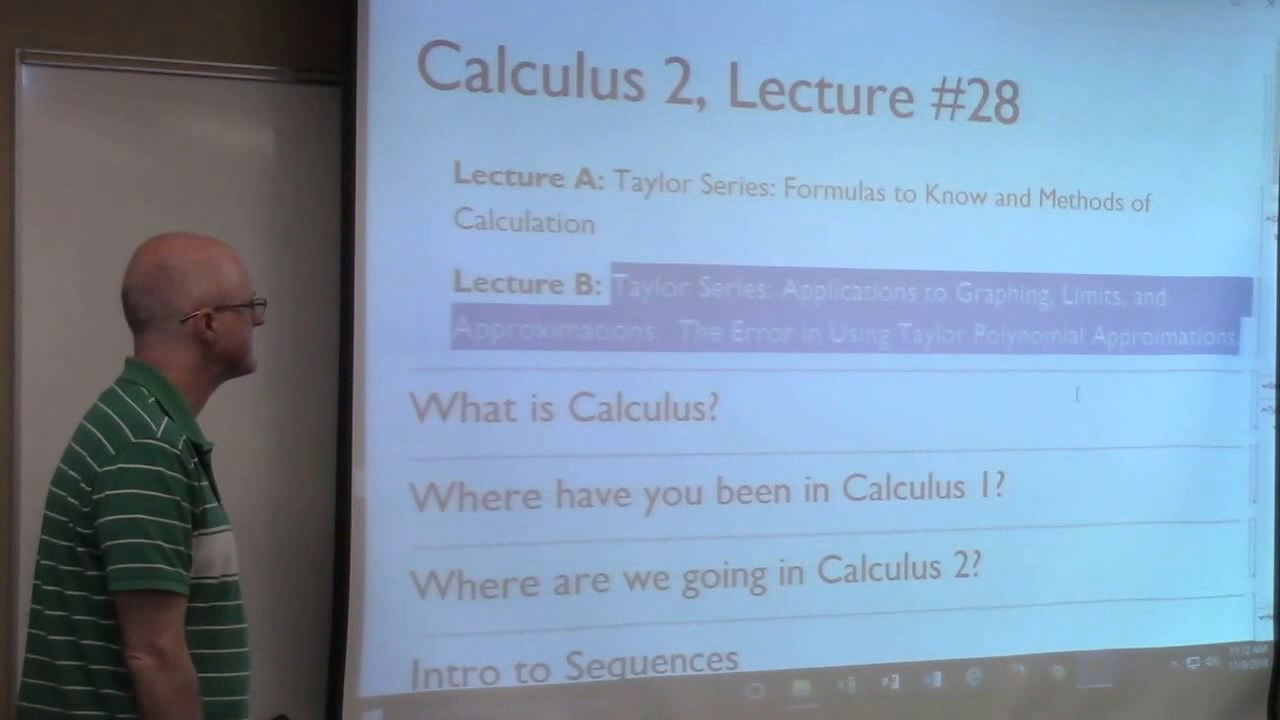 Calculus 2, Lecture #28
Lecture A: Taylor Series: Formulas to Know and Methods of
Calculation
Lecture B: Taylor Series: Applications to Graphing, Limits, and
Approximations. The Error in Using Taylor Polynomial Approimations.
What is Calculus?
Where have you been in Calculus 1?
Where are we going in Calculus 2?
Intro to Sequences